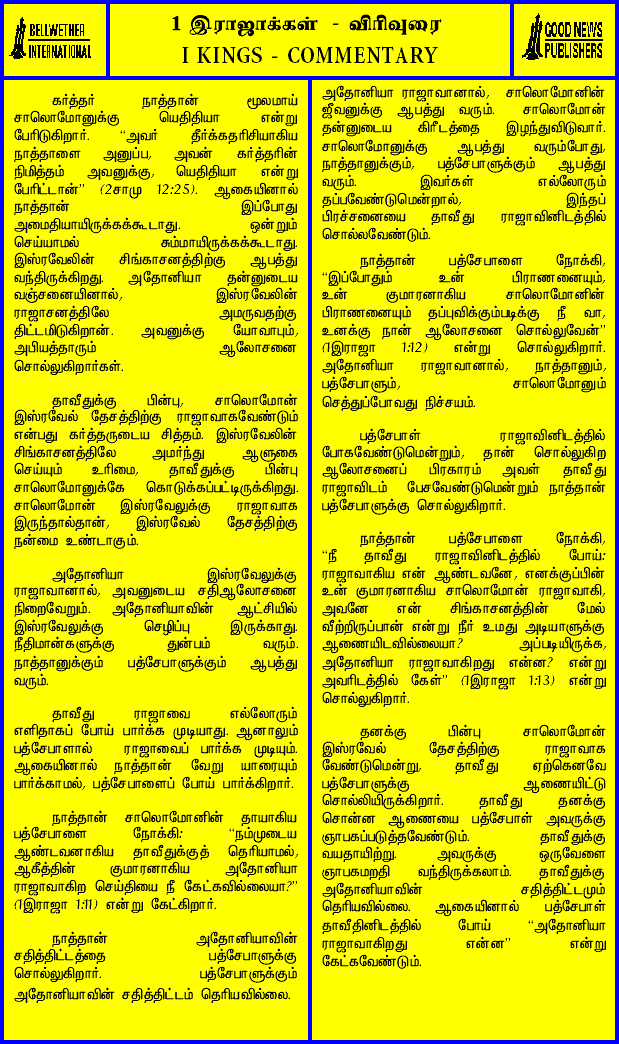 BELLWETHER
INTERNATIONAL
1 இராஜாக்கள் - விரிவுரை
I KINGS - COMMENTARY
GOOD NEWS
PUBLISHERS
கர்த்தர் நாத்தான் மூலமாய்
சாலொமோனுக்கு யெதிதியா என்று
பேரிடுகிறார். “அவர் தீர்க்கதரிசியாகிய
நாத்தானை அனுப்ப, அவன் கர்த்தரின்
நிமித்தம் அவனுக்கு, யெதிதியா என்று
பேரிட்டான்” (2சாமு 12:25). ஆகையினால்
நாத்தான் இப்போது
அமைதியாயிருக்கக்கூடாது. ஒன்றும்
செய்யாமல் சும்மாயிருக்கக்கூடாது.
இஸ்ரவேலின் சிங்காசனத்திற்கு ஆபத்து
வந்திருக்கிறது. அதோனியா தன்னுடைய
வஞ்சனையினால், இஸ்ரவேலின்
ராஜாசனத்திலே அமருவதற்கு
திட்டமிடுகிறான். அவனுக்கு யோவாபும்,
அபியத்தாரும் ஆலோசனை
சொல்லுகிறார்கள்.
தாவீதுக்கு பின்பு, சாலொமோன்
இஸ்ரவேல் தேசத்திற்கு ராஜாவாகவேண்டும்
என்பது கர்த்தருடைய சித்தம். இஸ்ரவேலின்
சிங்காசனத்திலே அமர்ந்து ஆளுகை
செய்யும் உரிமை, தாவீதுக்கு பின்பு
சாலொமோனுக்கே கொடுக்கப்பட்டிருக்கிறது.
சாலொமோன் இஸ்ரவேலுக்கு ராஜாவாக
இருந்தால்தான், இஸ்ரவேல் தேசத்திற்கு
நன்மை உண்டாகும்.
அதோனியா இஸ்ரவேலுக்கு
ராஜாவானால், அவனுடைய சதிஆலோசனை
நிறைவேறும். அதோனியாவின் ஆட்சியில்
இஸ்ரவேலுக்கு செழிப்பு இருக்காது.
நீதிமான்களுக்கு துன்பம் வரும்.
நாத்தானுக்கும் பத்சேபாளுக்கும் ஆபத்து
வரும்.
தாவீது ராஜாவை எல்லோரும்
எளிதாகப் போய் பார்க்க முடியாது. ஆனாலும்
பத்சேபாளால் ராஜாவைப் பார்க்க முடியும்.
ஆகையினால் நாத்தான் வேறு யாரையும்
பார்க்காமல், பத்சேபாளைப் போய் பார்க்கிறார்.
நாத்தான் சாலொமோனின் தாயாகிய
பத்சேபாளை நோக்கி: “நம்முடைய
ஆண்டவனாகிய தாவீதுக்குத் தெரியாமல்,
ஆகீத்தின் குமாரனாகிய அதோனியா
ராஜாவாகிற செய்தியை நீ கேட்கவில்லையா?”
(1இராஜா 1:11) என்று கேட்கிறார்.
நாத்தான் அதோனியாவின்
சதித்திட்டத்தை பத்சேபாளுக்கு
சொல்லுகிறார். பத்சேபாளுக்கும்
அதோனியாவின் சதித்திட்டம் தெரியவில்லை.
அதோனியா ராஜாவானால், சாலொமோனின்
ஜீவனுக்கு ஆபத்து வரும். சாலொமோன்
தன்னுடைய கிரீடத்தை இழந்துவிடுவார்.
சாலொமோனுக்கு ஆபத்து வரும்போது,
நாத்தானுக்கும், பத்சேபாளுக்கும் ஆபத்து
வரும். இவர்கள் எல்லோரும்
தப்பவேண்டுமென்றால், இந்தப்
பிரச்சனையை தாவீது ராஜாவினிடத்தில்
சொல்லவேண்டும்.
நாத்தான் பத்சேபாளை நோக்கி,
“இப்போதும் உன் பிராணனையும்,
உன் குமாரனாகிய சாலொமோனின்
பிராணனையும் தப்புவிக்கும்படிக்கு நீ வா,
உனக்கு நான் ஆலோசனை சொல்லுவேன்”
(1இராஜா 1:12) என்று சொல்லுகிறார்.
அதோனியா ராஜாவானால், நாத்தானும்,
பத்சேபாளும், சாலொமோனும்
செத்துப்போவது நிச்சயம்.
பத்சேபாள் ராஜாவினிடத்தில்
போகவேண்டுமென்றும், தான் சொல்லுகிற
ஆலோசனைப் பிரகாரம் அவள் தாவீது
ராஜாவிடம் பேசவேண்டுமென்றும் நாத்தான்
பத்சேபாளுக்கு சொல்லுகிறார்.
நாத்தான் பத்சேபாளை நோக்கி,
“நீ தாவீது ராஜாவினிடத்தில் போய்:
ராஜாவாகிய என் ஆண்டவனே, எனக்குப்பின்
உன் குமாரனாகிய சாலொமோன் ராஜாவாகி,
அவனே என் சிங்காசனத்தின் மேல்
வீற்றிருப்பான் என்று நீர் உமது அடியாளுக்கு
ஆணையிடவில்லையா? அப்படியிருக்க,
அதோனியா ராஜாவாகிறது என்ன? என்று
அவரிடத்தில் கேள்” (1இராஜா 1:13) என்று
சொல்லுகிறார்.
தனக்கு பின்பு சாலொமோன்
இஸ்ரவேல் தேசத்திற்கு ராஜாவாக
வேண்டுமென்று, தாவீது ஏற்கெனவே
பத்சேபாளுக்கு ஆணையிட்டு
சொல்லியிருக்கிறார். தாவீது தனக்கு
சொன்ன ஆணையை பத்சேபாள் அவருக்கு
ஞாபகப்படுத்தவேண்டும். தாவீதுக்கு
வயதாயிற்று. அவருக்கு ஒருவேளை
ஞாபகமறதி வந்திருக்கலாம். தாவீதுக்கு
அதோனியாவின் சதித்திட்டமும்
தெரியவில்லை. ஆகையினால் பத்சேபாள்
தாவீதினிடத்தில் போய் “அதோனியா
ராஜாவாகிறது என்ன” என்று
கேட்கவேண்டும்.